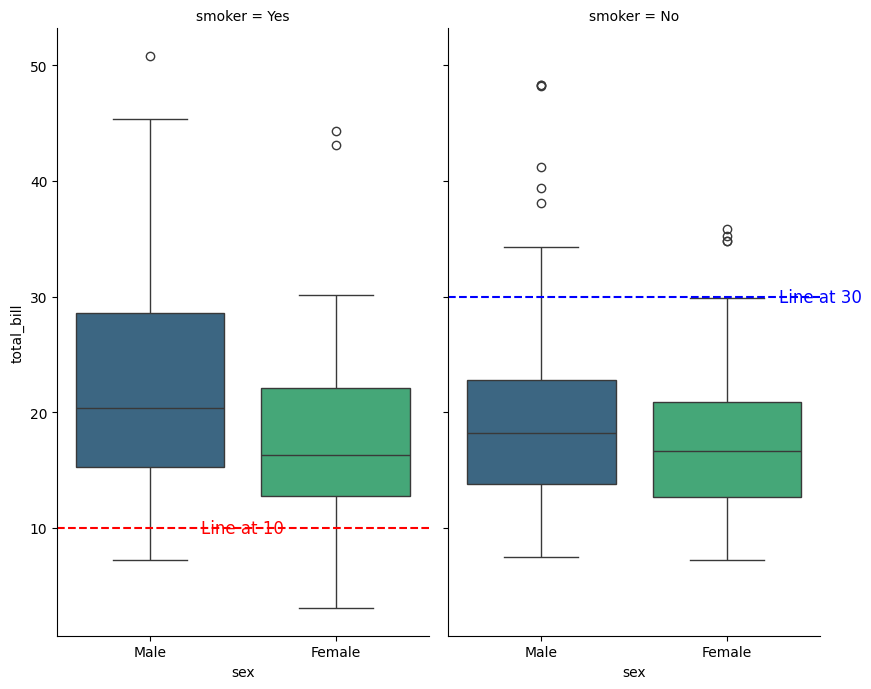 smoker = Yes
smoker = No
total_bill
50
40
30
20
10
Line at 10
Line at 30
Male
Female
Male
Female
sex
sex